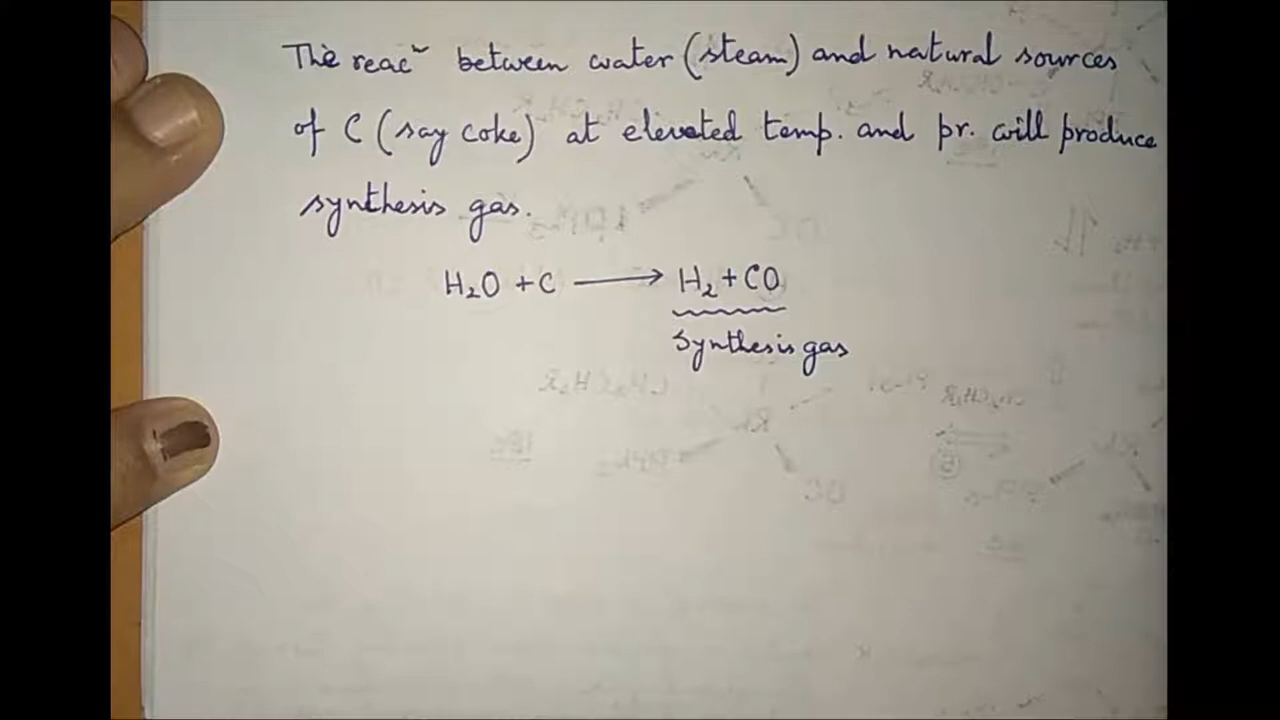 The reacⁿ between water (steam) and natural sources
of C (say coke) at elevated temp. and pr. will produce
synthesis gas.
H₂O + C ⟶ H₂ + CO
Synthesis gas